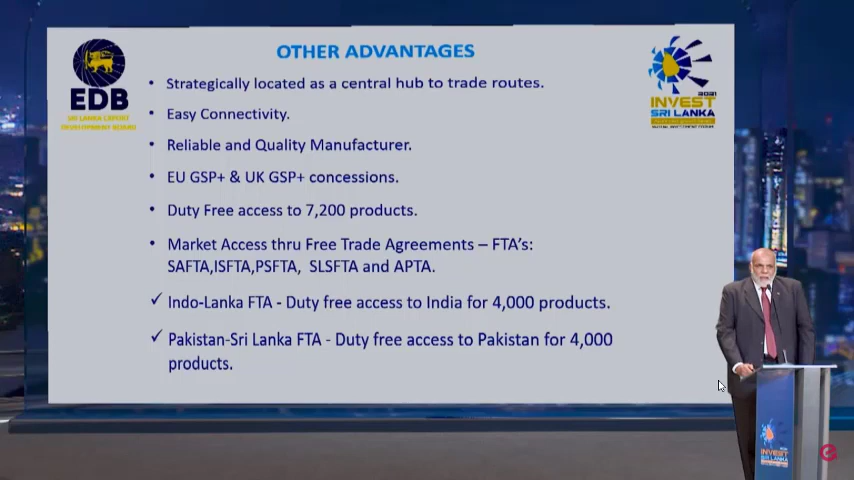 OTHER ADVANTAGES
EDB
SRI LANKA EXPORT
DEVELOPMENT BOARD
2021
INVEST
SRI LANKA
• Strategically located as a central hub to trade routes.
• Easy Connectivity.
• Reliable and Quality Manufacturer.
• EU GSP+ & UK GSP+ concessions.
• Duty Free access to 7,200 products.
• Market Access thru Free Trade Agreements – FTA's:
SAFTA,ISFTA,PSFTA, SLSFTA and APTA.
✓ Indo-Lanka FTA - Duty free access to India for 4,000 products.
✓ Pakistan-Sri Lanka FTA - Duty free access to Pakistan for 4,000
products.
INVEST
SRI LANKA